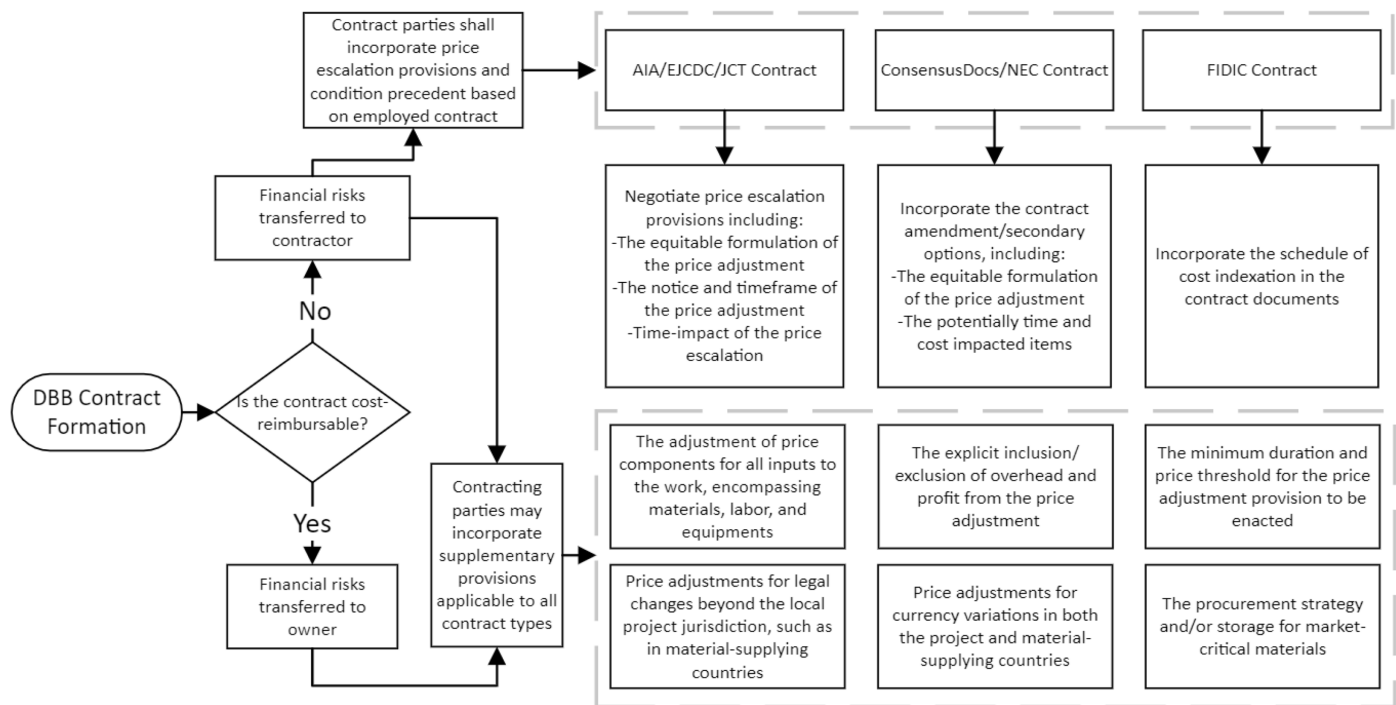 Contract parties shall
incorporate price
escalation provisions and
condition precedent based
on employed contract
AIA/EJCDC/JCT Contract
ConsensusDocs/NEC Contract
FIDIC Contract
Financial risks
transferred to
contractor
Negotiate price escalation
provisions including:
-The equitable formulation of
the price adjustment
-The notice and timeframe of
the price adjustment
-Time-impact of the price
escalation
Incorporate the contract
amendment/secondary
options, including:
-The equitable formulation
of the price adjustment
-The potentially time and
cost impacted items
Incorporate the schedule of
cost indexation in the
contract documents
No
DBB Contract
Formation
Is the contract cost-
reimbursable?
Yes
Financial risks
transferred to
owner
Contracting
parties may
incorporate
supplementary
provisions
applicable to all
contract types
The adjustment of price
components for all inputs to
the work, encompassing
materials, labor, and
equipments
The explicit inclusion/
exclusion of overhead and
profit from the price
adjustment
The minimum duration and
price threshold for the price
adjustment provision to be
enacted
Price adjustments for legal
changes beyond the local
project jurisdiction, such as
in material-supplying
countries
Price adjustments for
currency variations in both
the project and material-
supplying countries
The procurement strategy
and/or storage for market-
critical materials